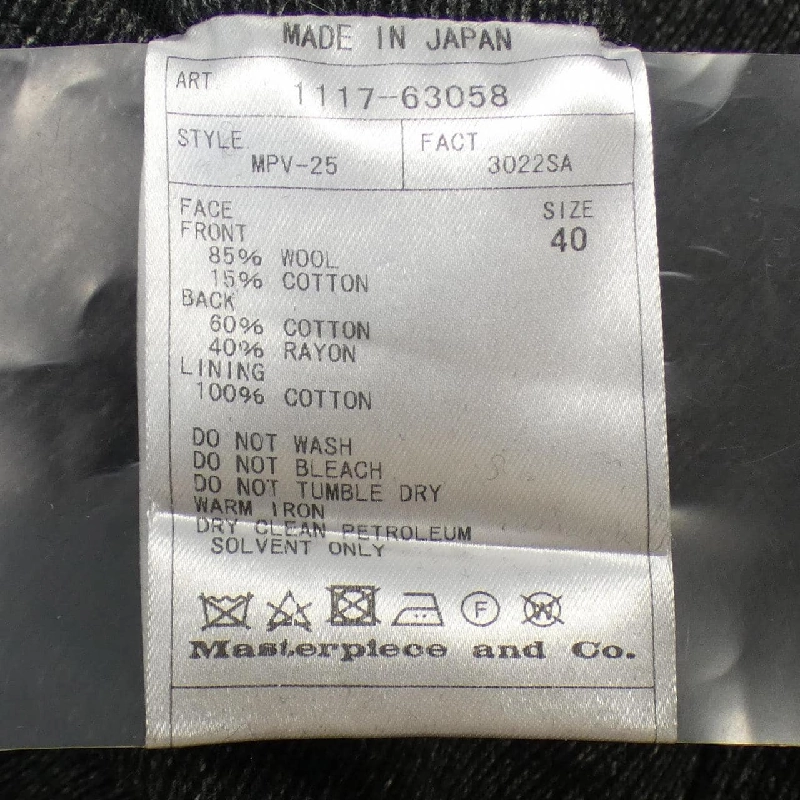 MADE IN JAPAN
ART 1117-63058
STYLE FACT
MPV-25 3022SA
FACE SIZE
FRONT 40
85% WOOL
15% COTTON
BACK
60% COTTON
40% RAYON
LINING
100% COTTON
DO NOT WASH
DO NOT BLEACH
DO NOT TUMBLE DRY
WARM IRON
DRY CLEAN PETROLEUM
SOLVENT ONLY
F W
Masterpiece and Co.